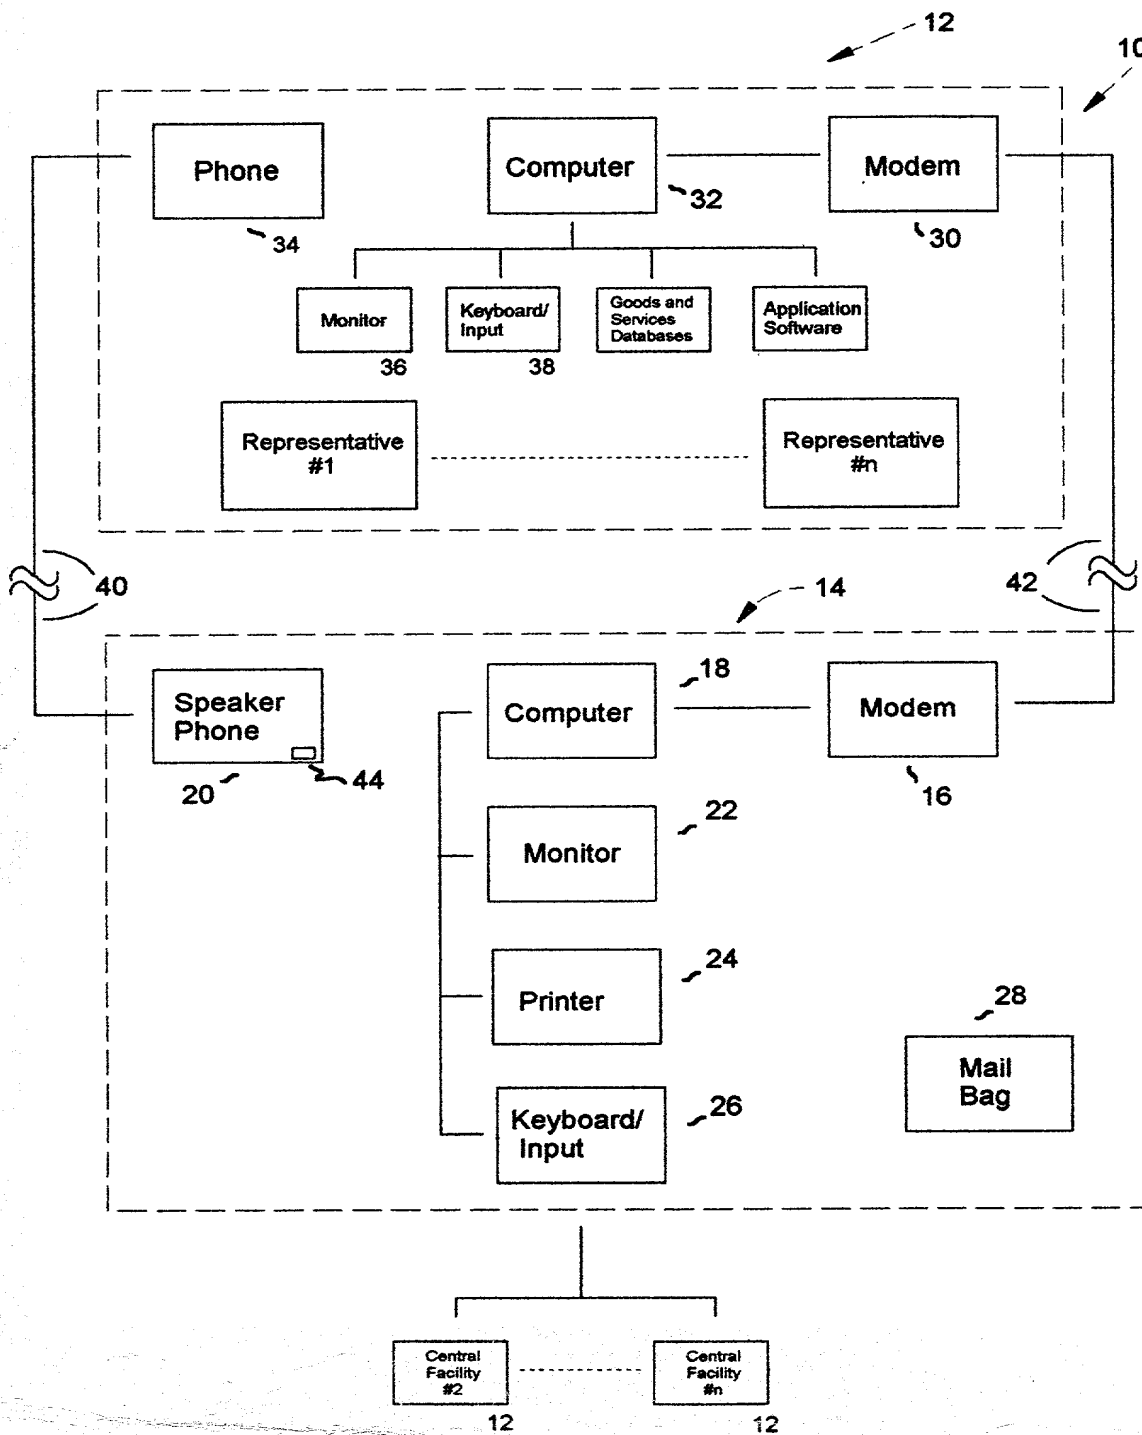 12
10
Phone
34
Computer
32
Modem
30
Monitor
36
Keyboard/
Input
38
Goods and
Services
Databases
Application
Software
Representative
#1
Representative
#n
40
42
14
Speaker
Phone
20
44
Computer
18
Modem
16
Monitor
22
Printer
24
Keyboard/
Input
26
28
Mail
Bag
Central
Facility
#2
12
Central
Facility
#n
12